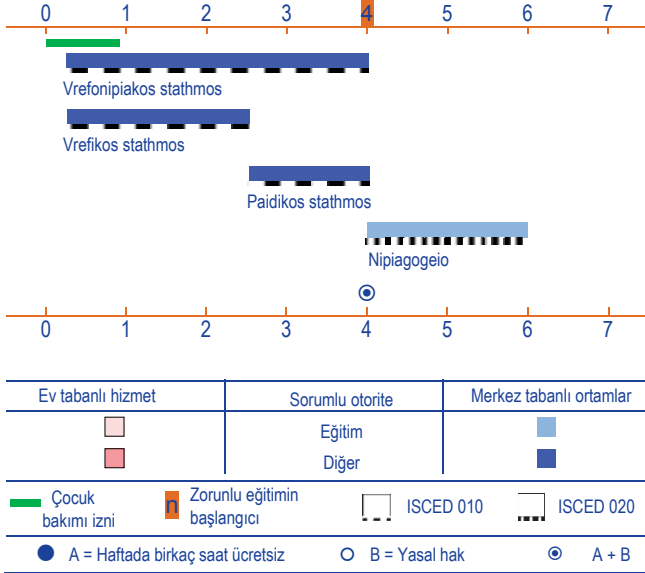 0 1 2 3 4 5 6 7
Vrefonipiakos stathmos
Vrefikos stathmos
Paidikos stathmos
Nipiagogeio
0 1 2 3 4 5 6 7
Ev tabanlı hizmet Sorumlu otorite Merkez tabanlı ortamlar
Eğitim
Diğer
Çocuk bakımı izni
n Zorunlu eğitimin başlangıcı
ISCED 010 ISCED 020
A = Haftada birkaç saat ücretsiz B = Yasal hak A + B